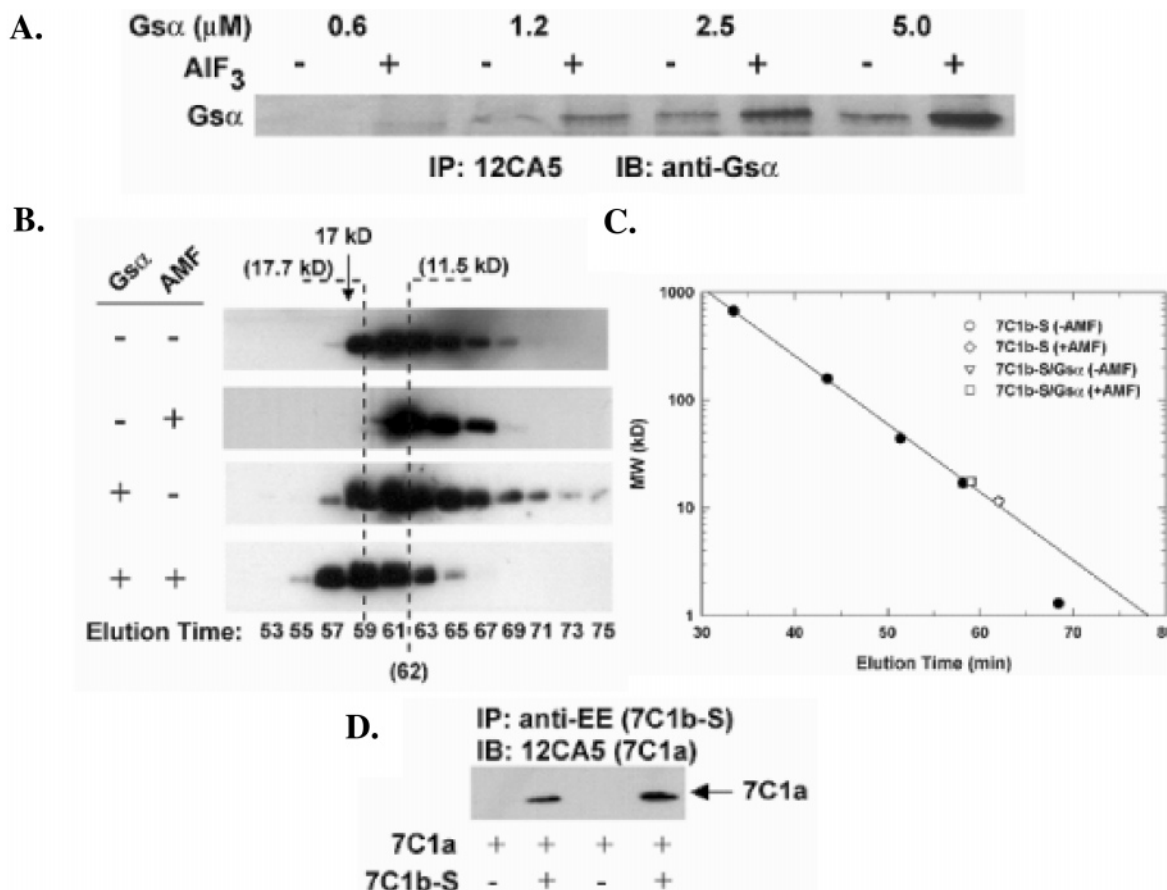 A.
Gsα (µM) 0.6 1.2 2.5 5.0
AlF3 - + - + - + - +
Gsα
IP: 12CA5 IB: anti-Gsα
B.
Gsα AMF
17 kD
(17.7 kD) (11.5 kD)
- -
- +
+ -
+ +
Elution Time: 53 55 57 59 61 63 65 67 69 71 73 75
(62)
C.
1000
100
10
1
MW (kD)
7C1b-S (-AMF)
7C1b-S (+AMF)
7C1b-S/Gsα (-AMF)
7C1b-S/Gsα (+AMF)
30 40 50 60 70 80
Elution Time (min)
D.
IP: anti-EE (7C1b-S)
IB: 12CA5 (7C1a)
7C1a
7C1a + + + +
7C1b-S - + - +